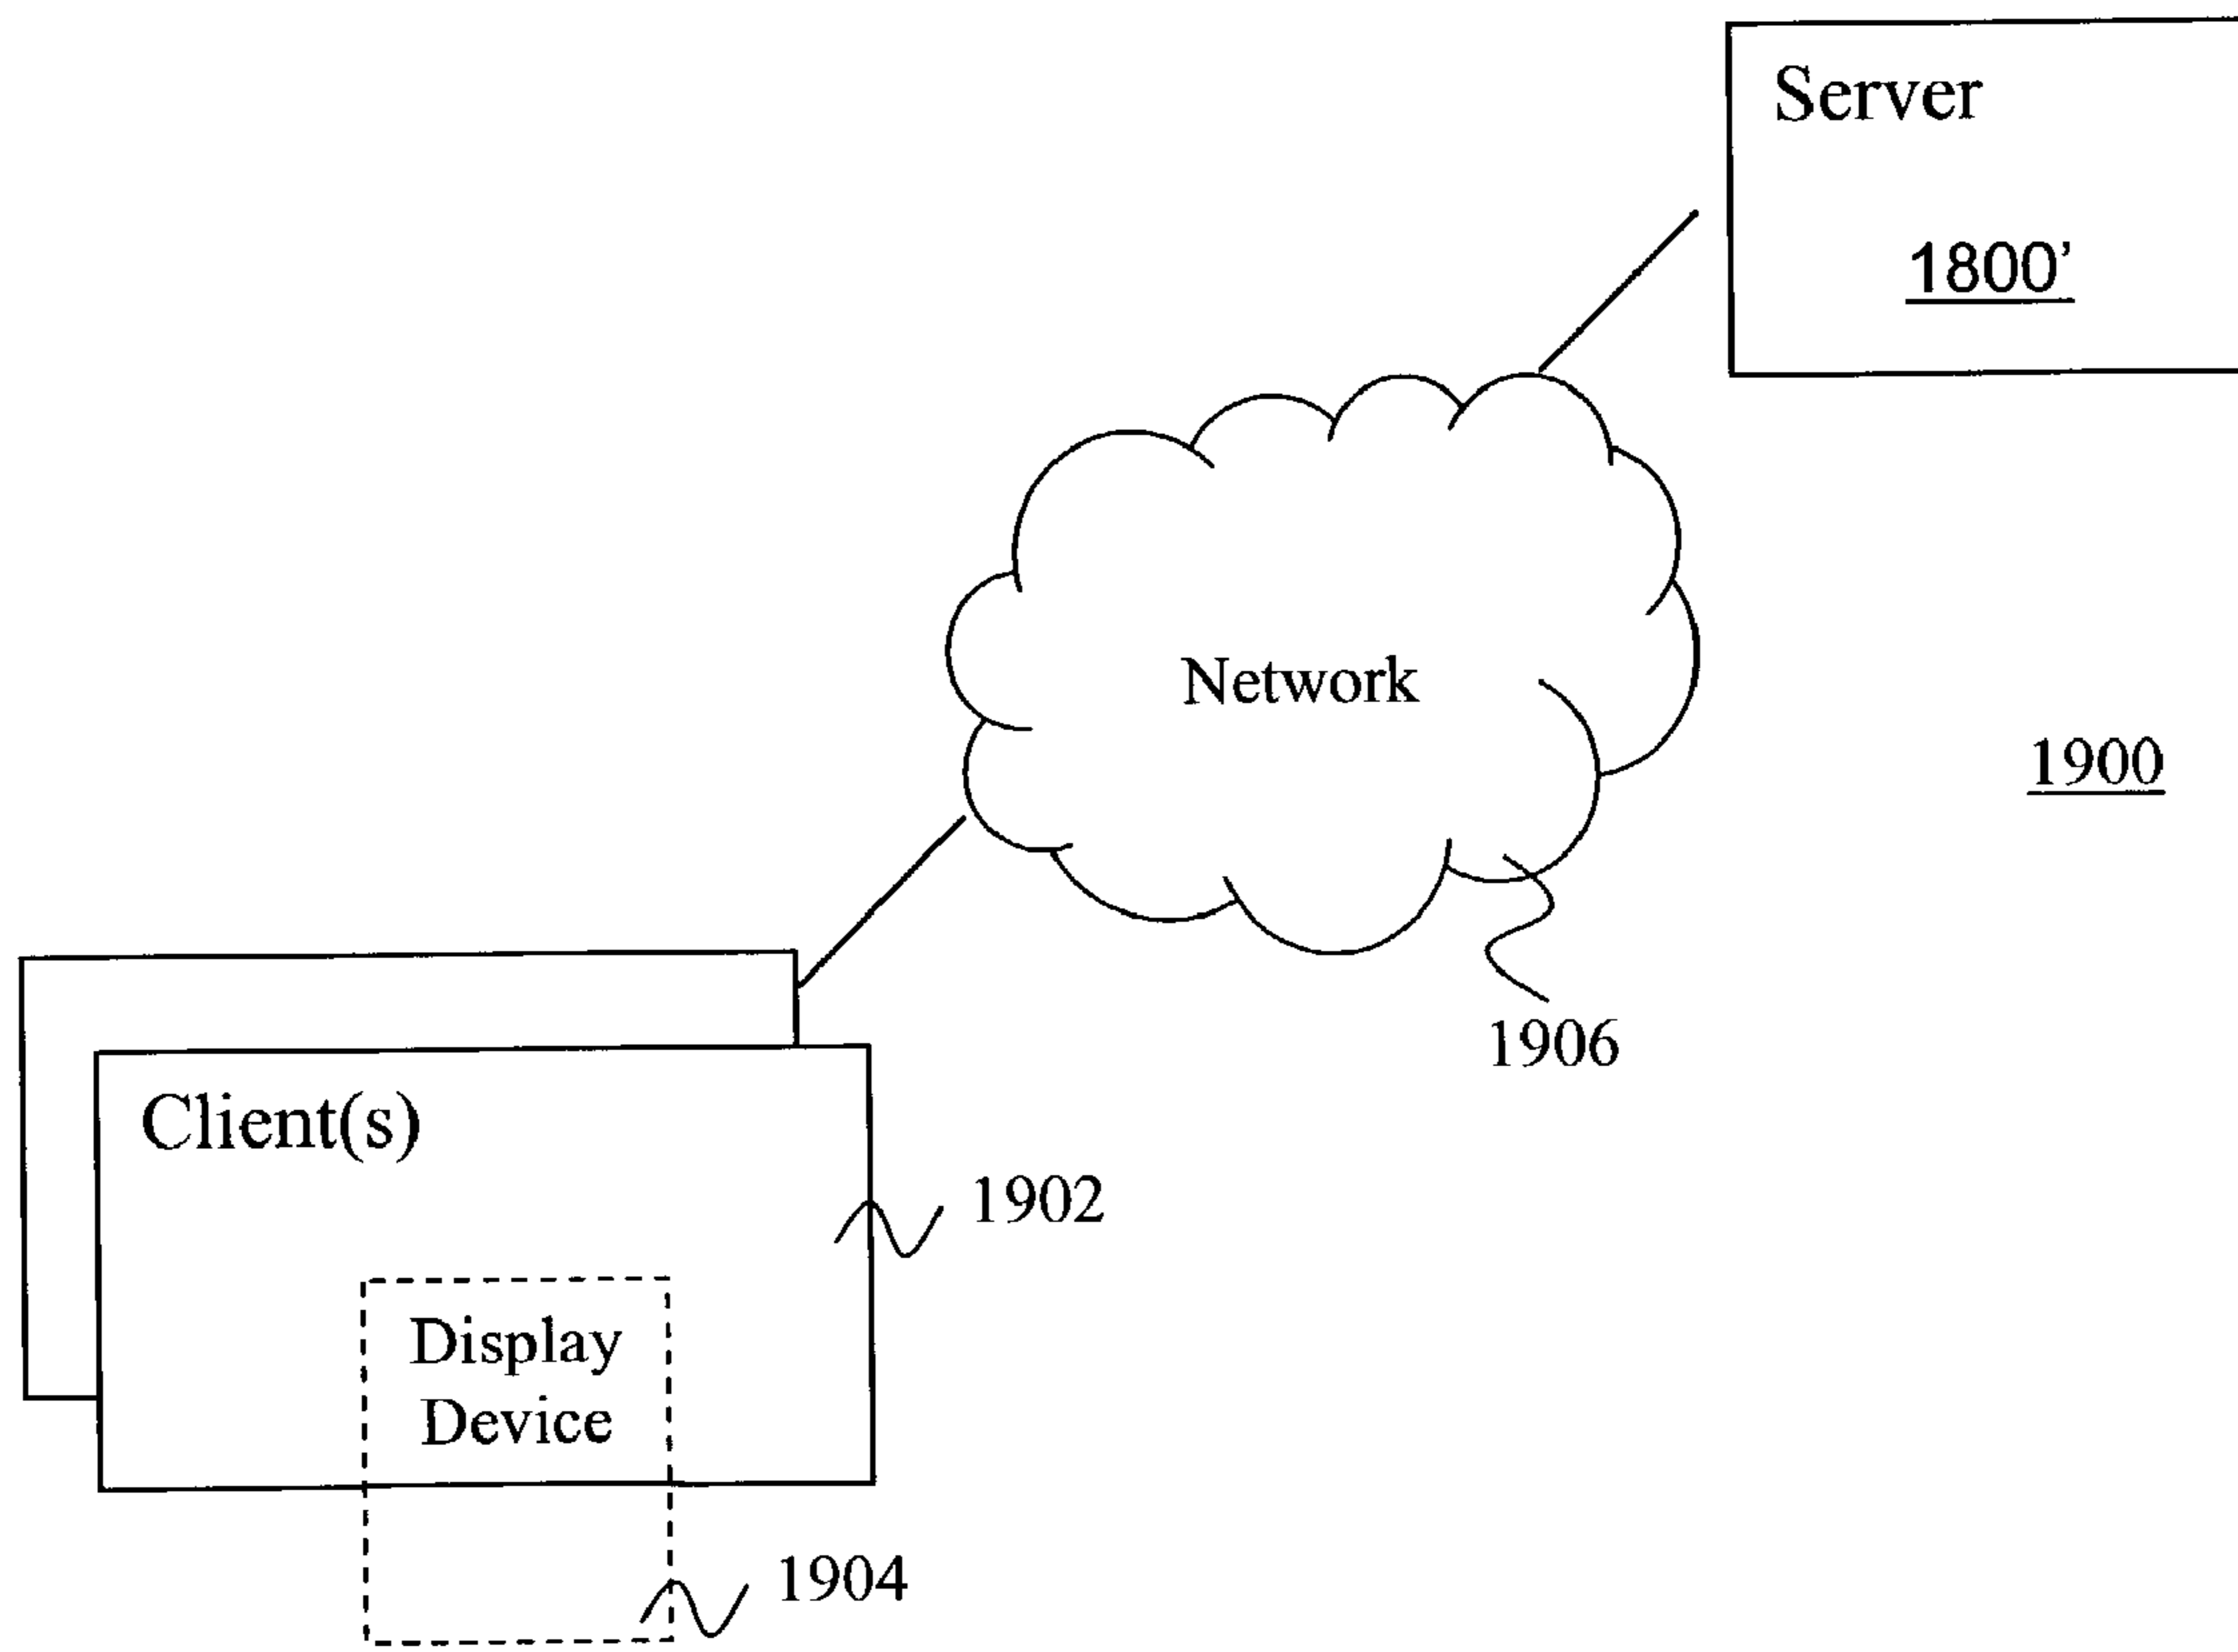 Server
1800’
Network
1900
1906
Client(s)
1902
Display
Device
1904